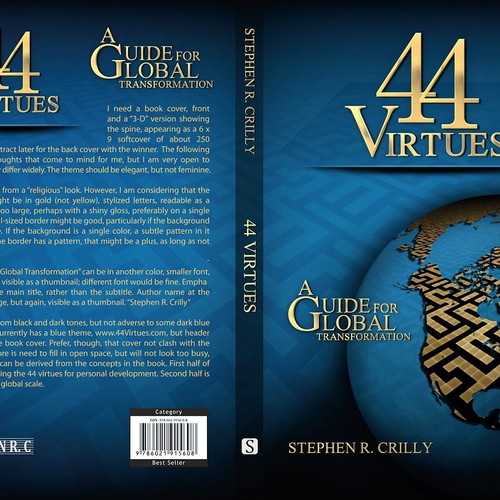 44
VIRTUES
A
GUIDE FOR
GLOBAL
TRANSFORMATION
I need a book cover, front
and a "3-D" version showing
the spine, appearing as a 6 x
9 softcover of about 250
tract later for the back cover with the winner. The following
oughts that come to mind for me, but I am very open to
differ widely. The theme should be elegant, but not feminine.
from a "religious" look. However, I am considering that the
ght be in gold (not yellow), stylized letters, readable as a
oo large, perhaps with a shiny gloss, preferably on a single
l-sized border might be good, particularly if the background
e. If the background is a single color, a subtle pattern in it
he border has a pattern, that might be a plus, as long as not
Global Transformation" can be in another color, smaller font,
visible as a thumbnail; different font would be fine. Empha
e main title, rather than the subtitle. Author name at the
ge, but again, visible as a thumbnail. "Stephen R. Crilly"
om black and dark tones, but not adverse to some dark blue
urrently has a blue theme, www.44Virtues.com, but header
e book cover. Prefer, though, that cover not clash with the
re is need to fill in open space, but will not look too busy,
can be derived from the concepts in the book. First half of
ing the 44 virtues for personal development. Second half is
global scale.
N R.C
Category
ISBN: 978-602-91560-8
9 786021 915608
Best Seller
STEPHEN R. CRILLY
44 VIRTUES
S
44
VIRTUES
A
GUIDE FOR
GLOBAL
TRANSFORMATION
STEPHEN R. CRILLY